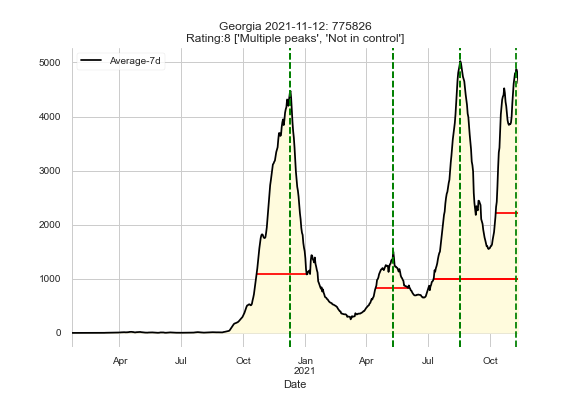 Georgia 2021-11-12: 775826
Rating:8 ['Multiple peaks', 'Not in control']
Average-7d
5000
4000
3000
2000
1000
0
Apr
Jul
Oct
Jan
2021
Apr
Jul
Oct
Date